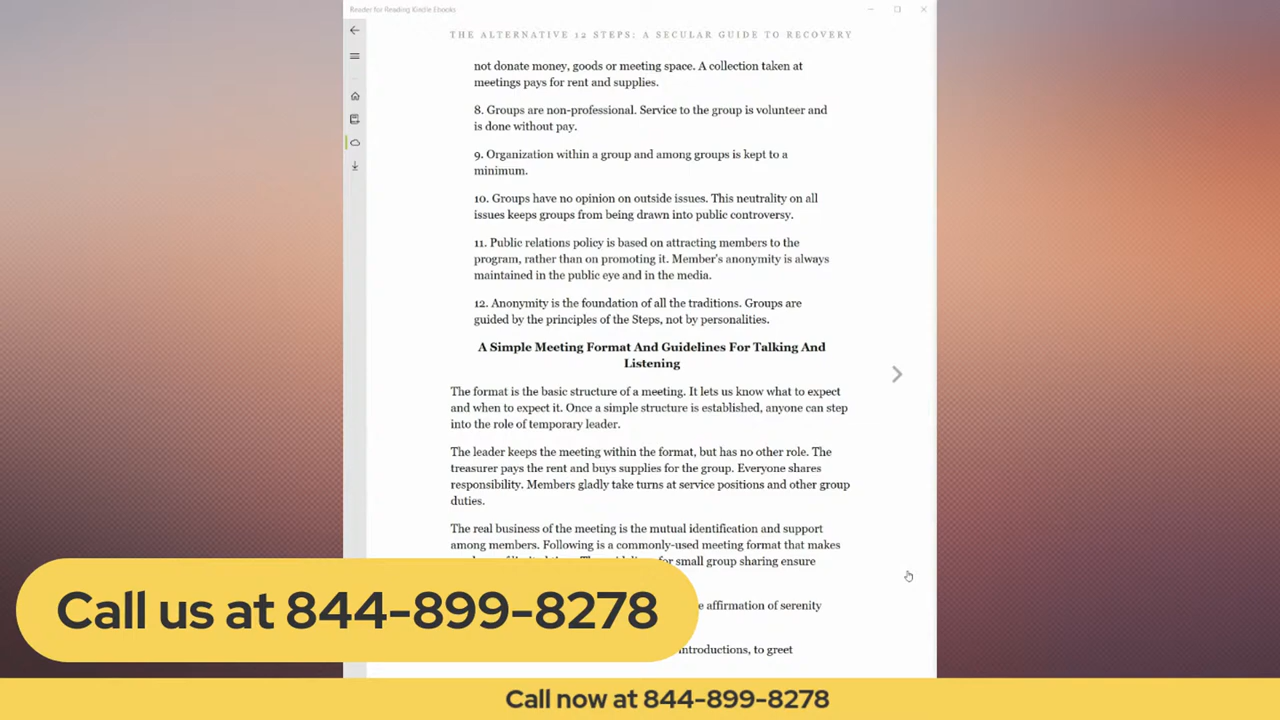 Reader for Reading Kindle Ebooks
THE ALTERNATIVE 12 STEPS: A SECULAR GUIDE TO RECOVERY
not donate money, goods or meeting space. A collection taken at
meetings pays for rent and supplies.
8. Groups are non-professional. Service to the group is volunteer and
is done without pay.
9. Organization within a group and among groups is kept to a
minimum.
10. Groups have no opinion on outside issues. This neutrality on all
issues keeps groups from being drawn into public controversy.
11. Public relations policy is based on attracting members to the
program, rather than on promoting it. Member's anonymity is always
maintained in the public eye and in the media.
12. Anonymity is the foundation of all the traditions. Groups are
guided by the principles of the Steps, not by personalities.
A Simple Meeting Format And Guidelines For Talking And
Listening
The format is the basic structure of a meeting. It lets us know what to expect
and when to expect it. Once a simple structure is established, anyone can step
into the role of temporary leader.
The leader keeps the meeting within the format, but has no other role. The
treasurer pays the rent and buys supplies for the group. Everyone shares
responsibility. Members gladly take turns at service positions and other group
duties.
The real business of the meeting is the mutual identification and support
among members. Following is a commonly-used meeting format that makes
for small group sharing ensure
affirmation of serenity
introductions, to greet
Call us at 844-899-8278
Call now at 844-899-8278